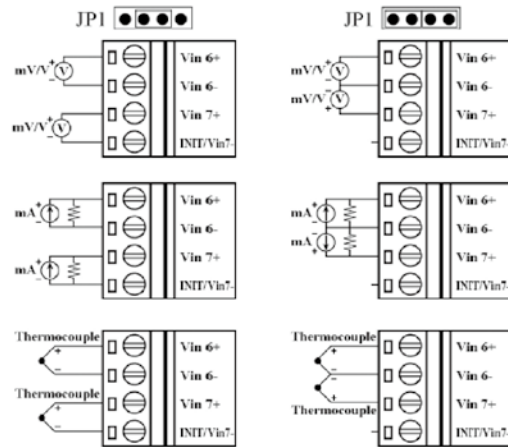 JP1
JP1
mV/V
+
V
-
mV/V
+
V
-
Vin 6+
Vin 6-
Vin 7+
INIT/Vin7-
mV/V
+
V
-
mV/V
-
V
+
Vin 6+
Vin 6-
Vin 7+
INIT/Vin7-
mA
+
-
mA
+
-
Vin 6+
Vin 6-
Vin 7+
INIT/Vin7-
mA
+
-
mA
-
+
Vin 6+
Vin 6-
Vin 7+
INIT/Vin7-
Thermocouple
+
-
Thermocouple
+
-
Vin 6+
Vin 6-
Vin 7+
INIT/Vin7-
Thermocouple
+
-
-
+
Thermocouple
Vin 6+
Vin 6-
Vin 7+
INIT/Vin7-